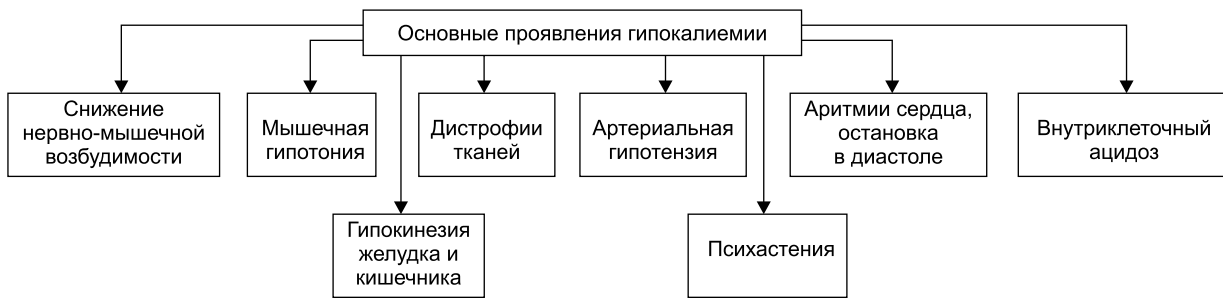 Основные проявления гипокалиемии
Снижение
нервно-мышечной
возбудимости
Мышечная
гипотония
Дистрофии
тканей
Артериальная
гипотензия
Аритмии сердца,
остановка
в диастоле
Внутриклеточный
ацидоз
Гипокинезия
желудка и
кишечника
Психастения